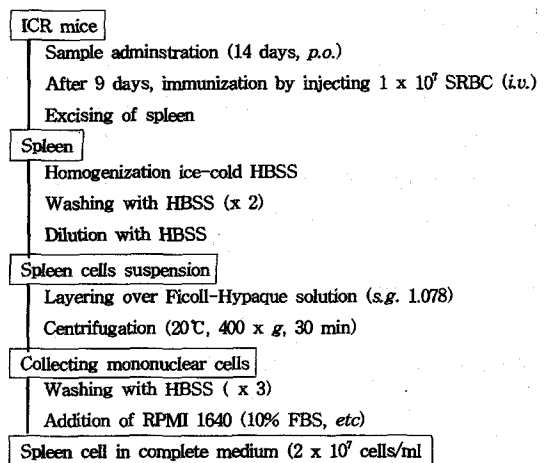 ICR mice
Sample adminstration (14 days, p.o.)
After 9 days, immunization by injecting 1 x 10⁷ SRBC (i.v.)
Excising of spleen
Spleen
Homogenization ice-cold HBSS
Washing with HBSS (x 2)
Dilution with HBSS
Spleen cells suspension
Layering over Ficoll-Hypaque solution (s.g. 1.078)
Centrifugation (20℃, 400 x g, 30 min)
Collecting mononuclear cells
Washing with HBSS ( x 3)
Addition of RPMI 1640 (10% FBS, etc)
Spleen cell in complete medium (2 x 10⁷ cells/ml